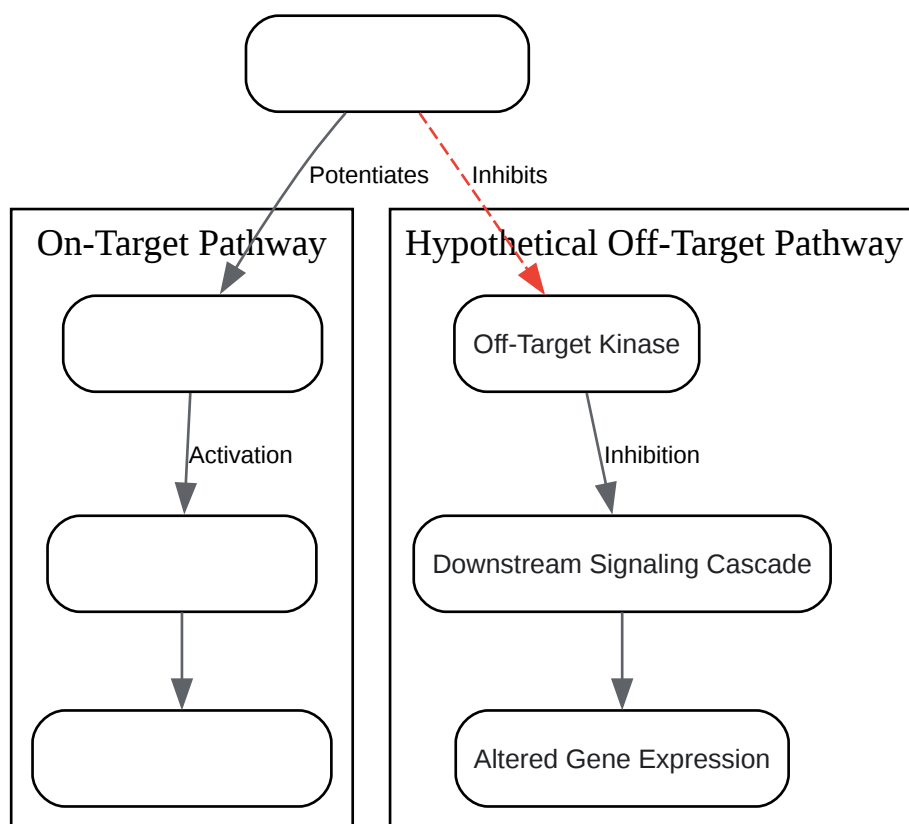 Potentiates
Inhibits
On-Target Pathway
Hypothetical Off-Target Pathway
Off-Target Kinase
Activation
Inhibition
Downstream Signaling Cascade
Altered Gene Expression